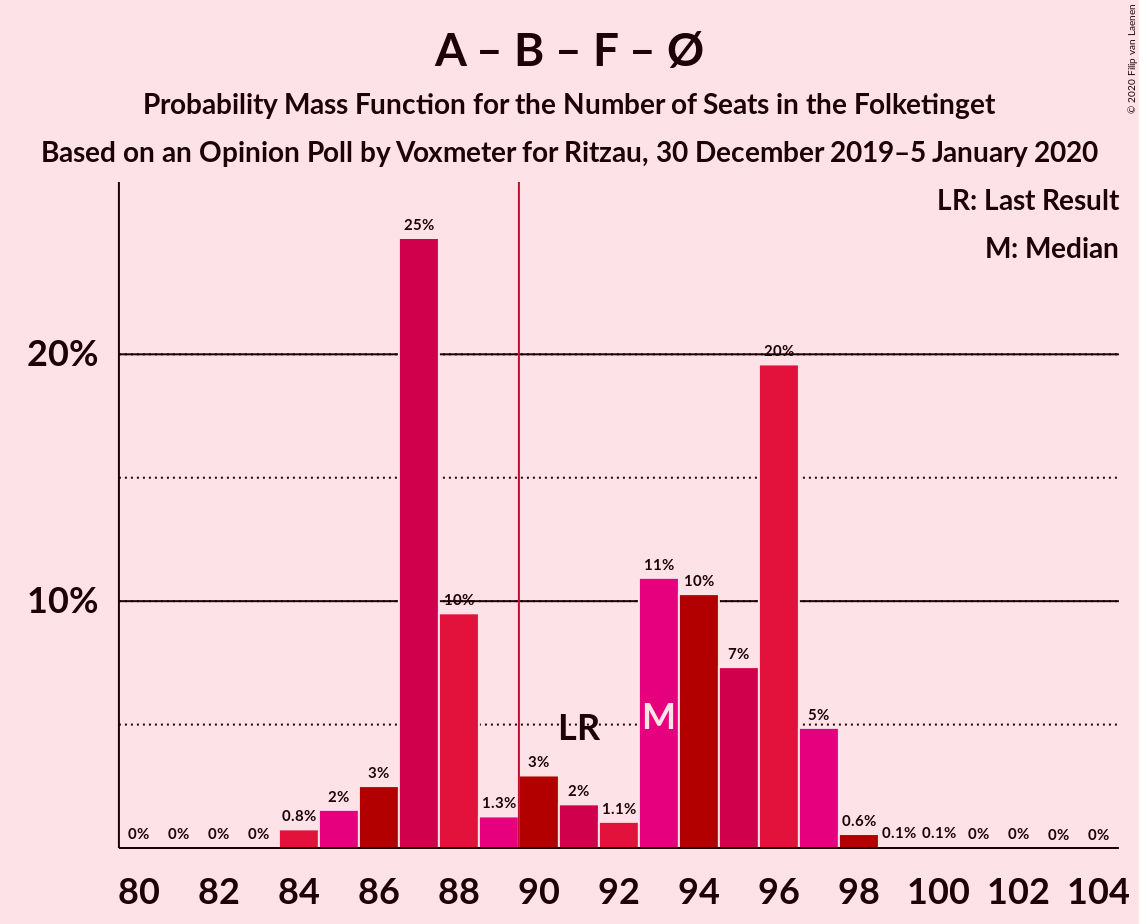 A – B – F – Ø
Probability Mass Function for the Number of Seats in the Folketinget
Based on an Opinion Poll by Voxmeter for Ritzau, 30 December 2019–5 January 2020
© 2020 Filip van Laenen
LR: Last Result
M: Median
25%
20%
20%
11%
10%
10%
10%
7%
5%
LR
M
3%
3%
2%
2%
1.3%
1.1%
0.8%
0.6%
0% 0% 0% 0%
0.1% 0.1% 0% 0% 0% 0%
80 82 84 86 88 90 92 94 96 98 100 102 104